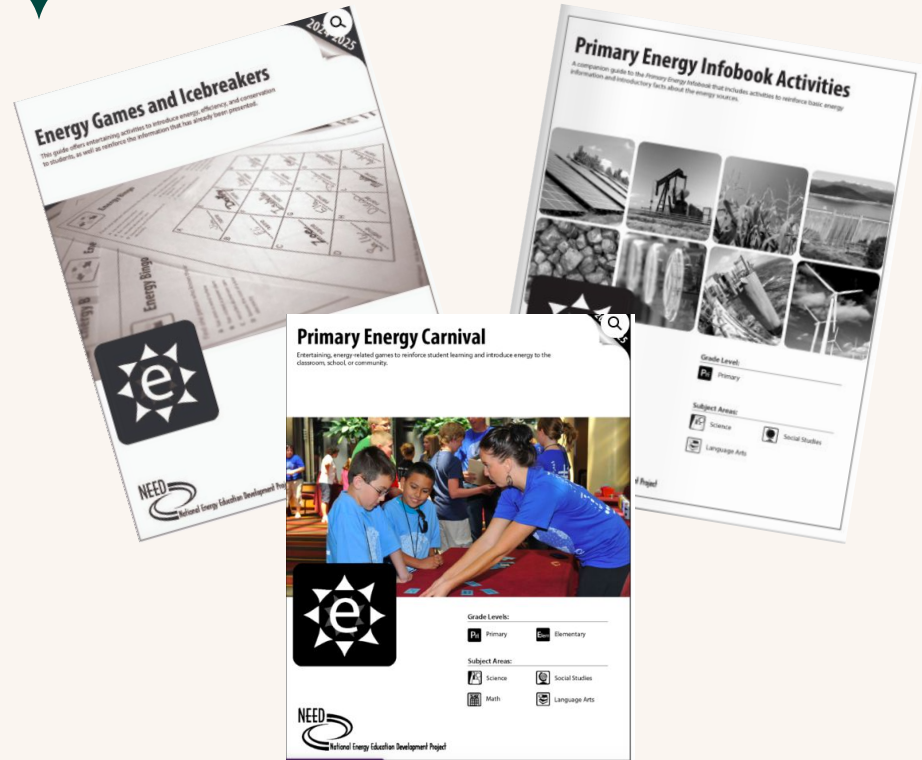 2024-2025
Energy Games and Icebreakers
This guide offers entertaining activities to introduce energy, efficiency, and conservation
to students, as well as reinforce the information that has already been presented.
Energy Bingo
Energy Bingo
e
NEED
National Energy Education Development
Primary Energy Infobook Activities
A companion guide to the Primary Energy Infobook that includes activities to reinforce basic energy
information and introductory facts about the energy sources.
Grade Level:
Pri Primary
Subject Areas:
Science
Social Studies
Language Arts
Project
Primary Energy Carnival
Entertaining, energy-related games to reinforce student learning and introduce energy to the
classroom, school, or community.
e
Grade Levels:
Pri Primary
Elem Elementary
Subject Areas:
Science
Social Studies
Math
Language Arts
NEED
National Energy Education Development Project